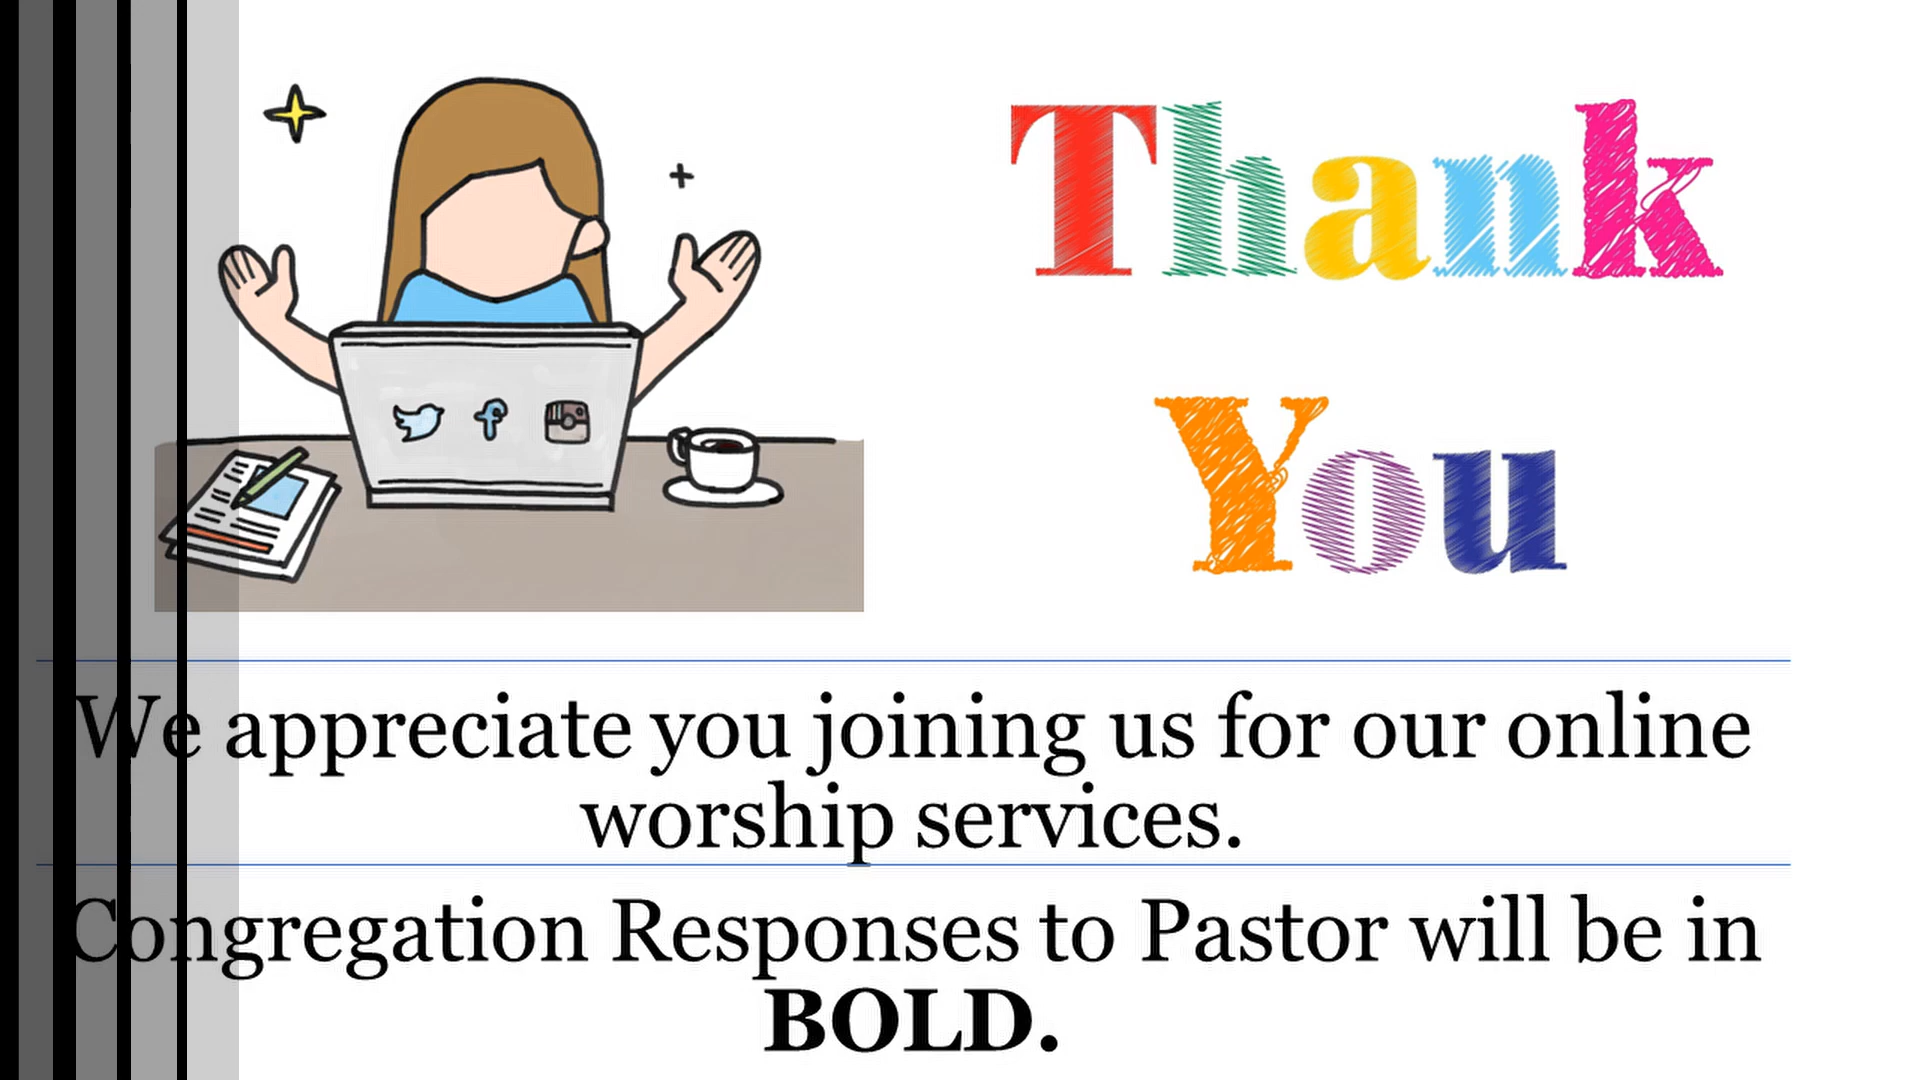 Thank
You
We appreciate you joining us for our online
worship services.
Congregation Responses to Pastor will be in
BOLD.